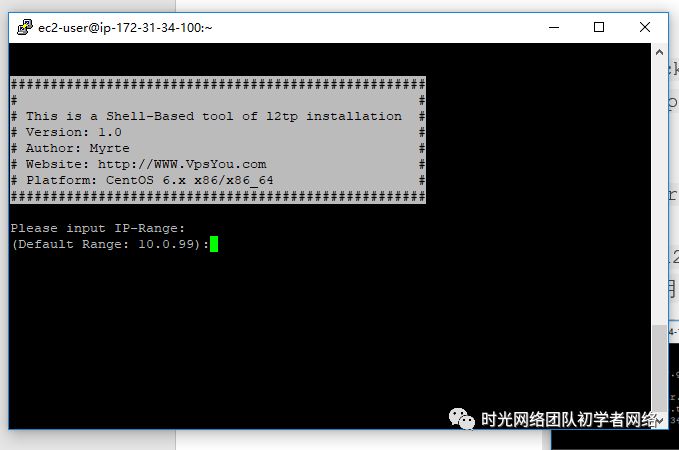 ec2-user@ip-172-31-34-100:~
####################################################
# #
# This is a Shell-Based tool of l2tp installation #
# Version: 1.0 #
# Author: Myrte #
# Website: http://WWW.VpsYou.com #
# Platform: CentOS 6.x x86/x86_64 #
####################################################
Please input IP-Range:
(Default Range: 10.0.99):
时光网络团队初学者网络